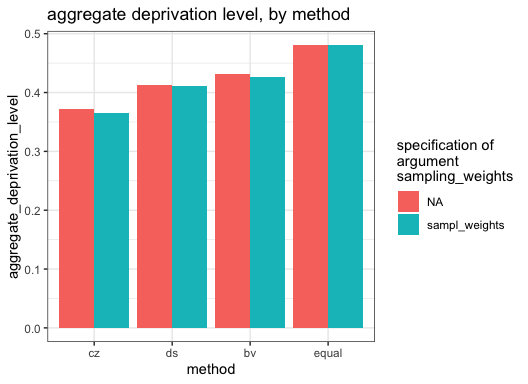 aggregate deprivation level, by method
aggregate_deprivation_level
0.5
0.4
0.3
0.2
0.1
0.0
cz ds bv equal
method
specification of
argument
sampling_weights
NA
sampl_weights